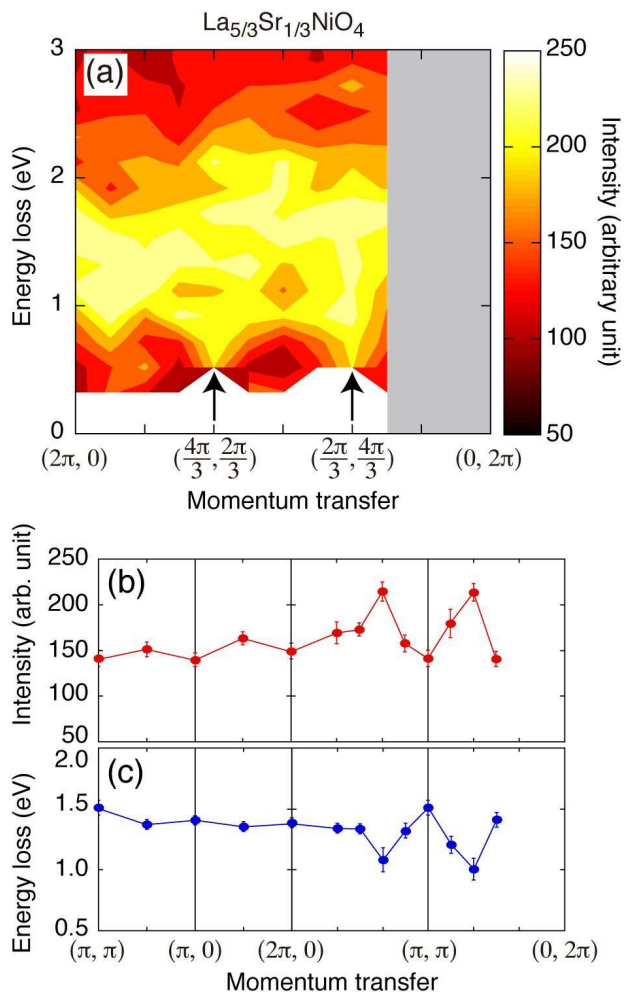 La5/3Sr1/3NiO4
(a)
3
2
1
0
Energy loss (eV)
(2π, 0)
(4π/3, 2π/3)
(2π/3, 4π/3)
(0, 2π)
Momentum transfer
250
200
150
100
50
Intensity (arbitrary unit)
(b)
250
200
150
100
50
Intensity (arb. unit)
(c)
2.0
1.5
1.0
0.5
Energy loss (eV)
(π, π)
(π, 0)
(2π, 0)
(π, π)
(0, 2π)
Momentum transfer